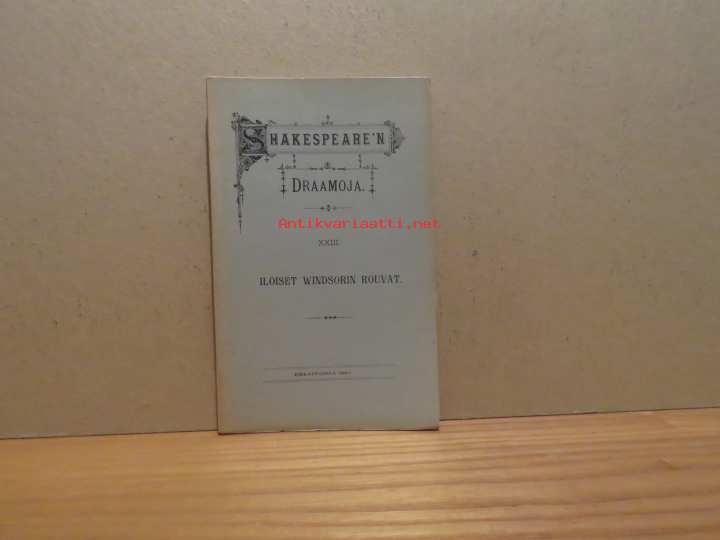 SHAKESPEARE'N
DRAAMOJA.
Antikvariaatti.net
XXIII.
ILOISET WINDSORIN ROUVAT.